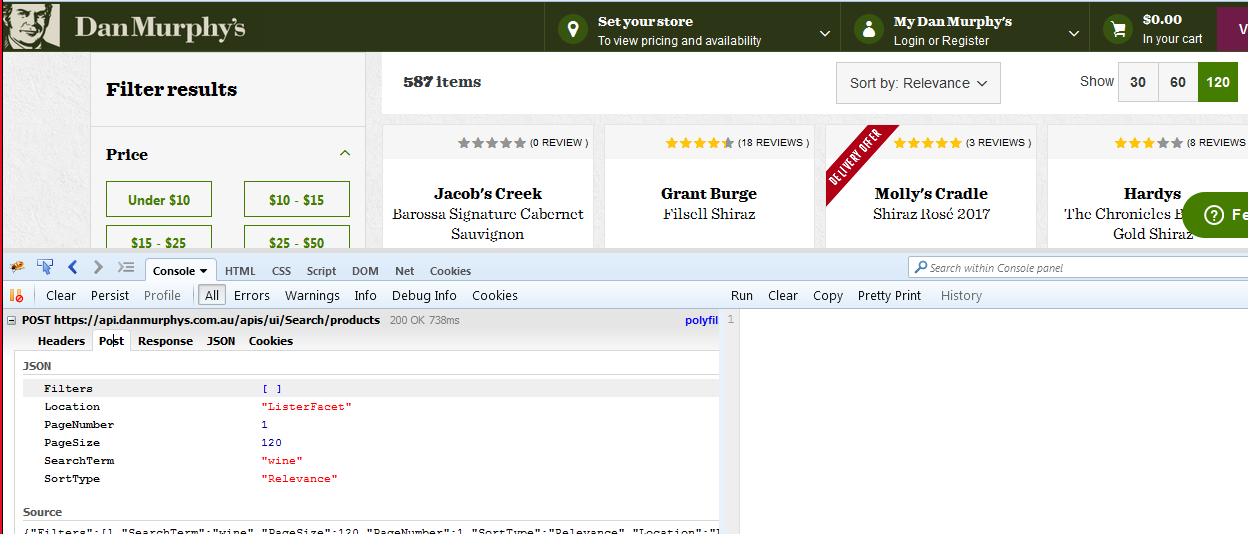 Dan Murphy's
Set your store
To view pricing and availability
My Dan Murphy's
Login or Register
$0.00
In your cart
V
Filter results
587 items
Sort by: Relevance
Show 30 60 120
Price
Under $10 $10 - $15
$15 - $25 $25 - $50
(0 REVIEW )
Jacob's Creek
Barossa Signature Cabernet
Sauvignon
(18 REVIEWS )
Grant Burge
Filsell Shiraz
DELIVERY OFFER
(3 REVIEWS )
Molly's Cradle
Shiraz Rosé 2017
(8 REVIEWS
Hardys
The Chronicles B
Gold Shiraz
Fe
Console HTML CSS Script DOM Net Cookies
Search within Console panel
Clear Persist Profile All Errors Warnings Info Debug Info Cookies
Run Clear Copy Pretty Print History
POST https://api.danmurphys.com.au/apis/ui/Search/products 200 OK 738ms polyfil
1
Headers Post Response JSON Cookies
JSON
Filters [ ]
Location "ListerFacet"
PageNumber 1
PageSize 120
SearchTerm "wine"
SortType "Relevance"
Source
{"Filters":[],"SearchTerm":"wine","PageSize":120,"PageNumber":1,"SortType":"Relevance","Location":"